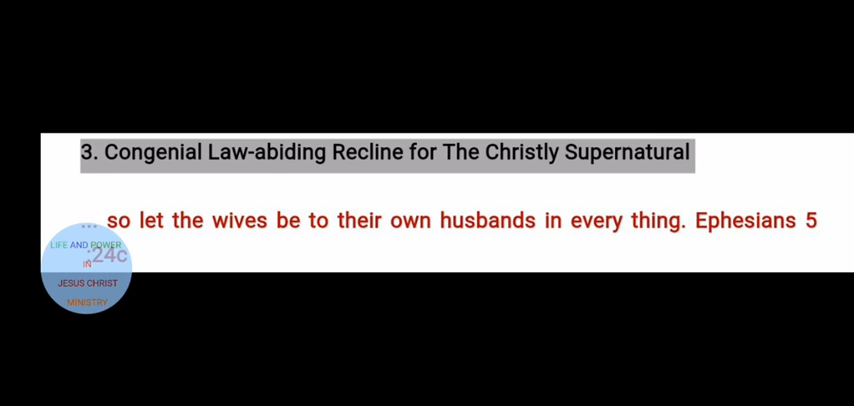 3. Congenial Law-abiding Recline for The Christly Supernatural
... so let the wives be to their own husbands in every thing. Ephesians 5
:24c
LIFE AND POWER
IN
JESUS CHRIST
MINISTRY